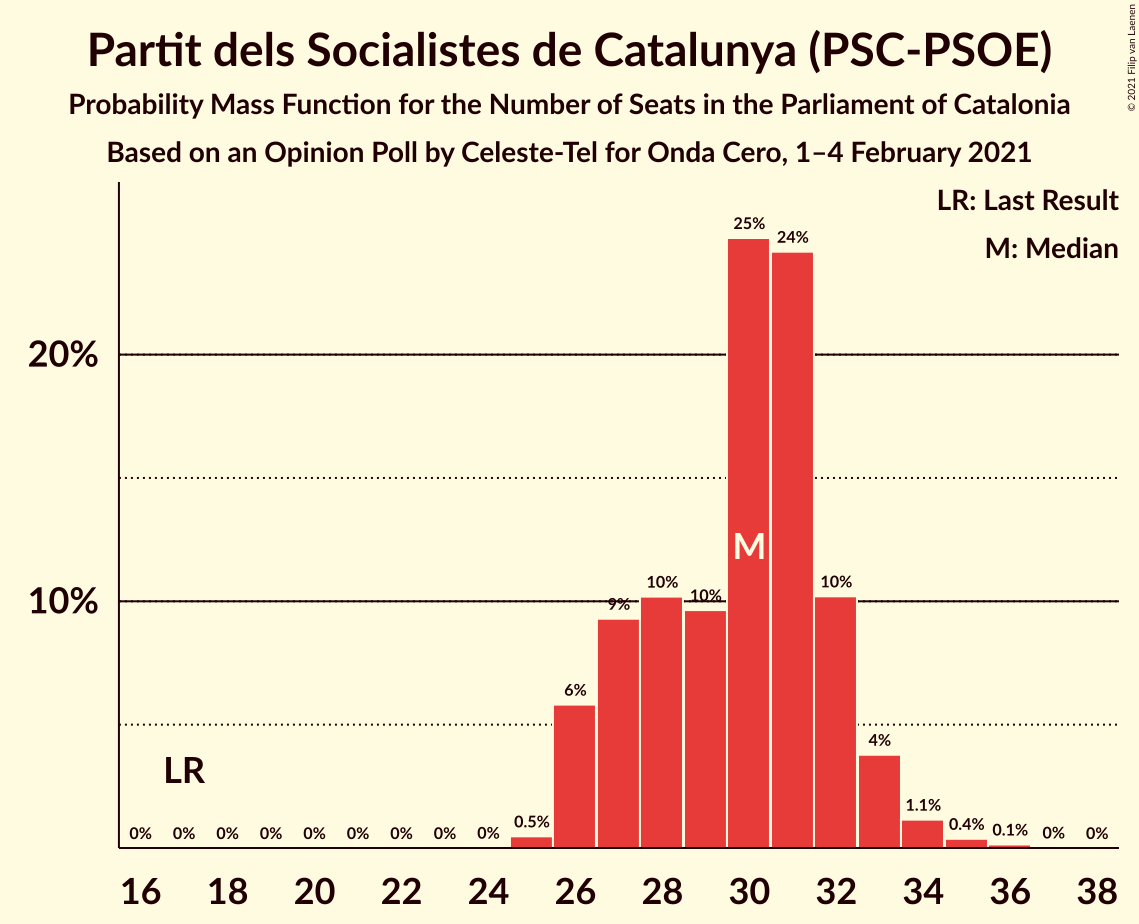 Partit dels Socialistes de Catalunya (PSC-PSOE)
Probability Mass Function for the Number of Seats in the Parliament of Catalonia
Based on an Opinion Poll by Celeste-Tel for Onda Cero, 1–4 February 2021
© 2021 Filip van Laenen
LR: Last Result
M: Median
25%
24%
20%
M
10%
10%
10%
9%
10%
6%
4%
LR
1.1%
0.5%
0.4%
0.1%
0% 0% 0% 0% 0% 0% 0% 0% 0% 0% 0%
16 18 20 22 24 26 28 30 32 34 36 38